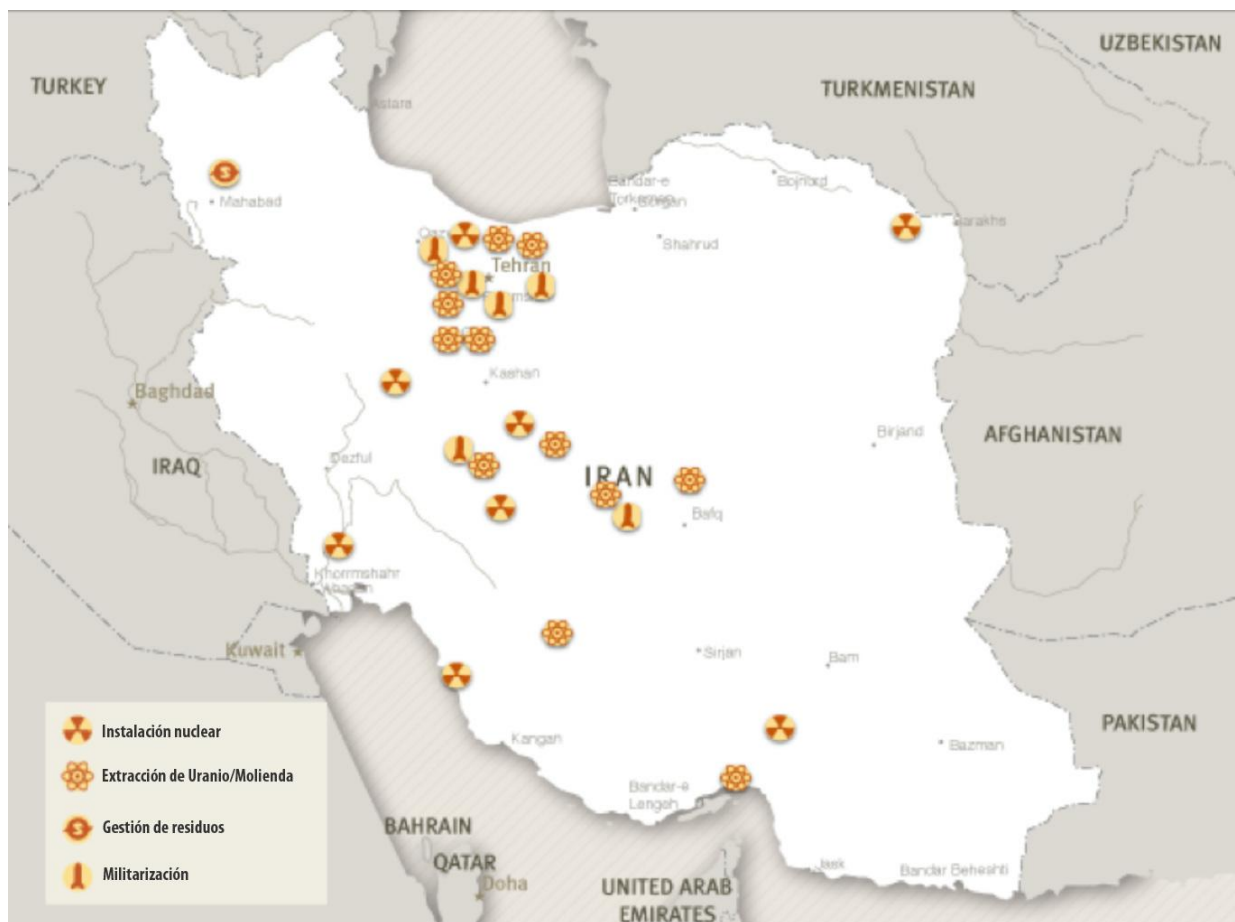 UZBEKISTAN
TURKEY
TURKMENISTAN
Astara
Bojnord
Bandar-e
Torkaman
Gorgan
Mahabad
Sarakhs
Shahrud
Tehran
Kashan
Baghdad
Birjand
AFGHANISTAN
IRAQ
Dezful
IRAN
Bafq
Khorrmshahr
Abadan
Kuwait
Sirjan
Bam
PAKISTAN
Kangan
Bazman
Bandar-e
Lengeh
BAHRAIN
QATAR
Doha
Jask
Bandar Beheshti
UNITED ARAB
EMIRATES
Instalación nuclear
Extracción de Uranio/Molienda
Gestión de residuos
Militarización